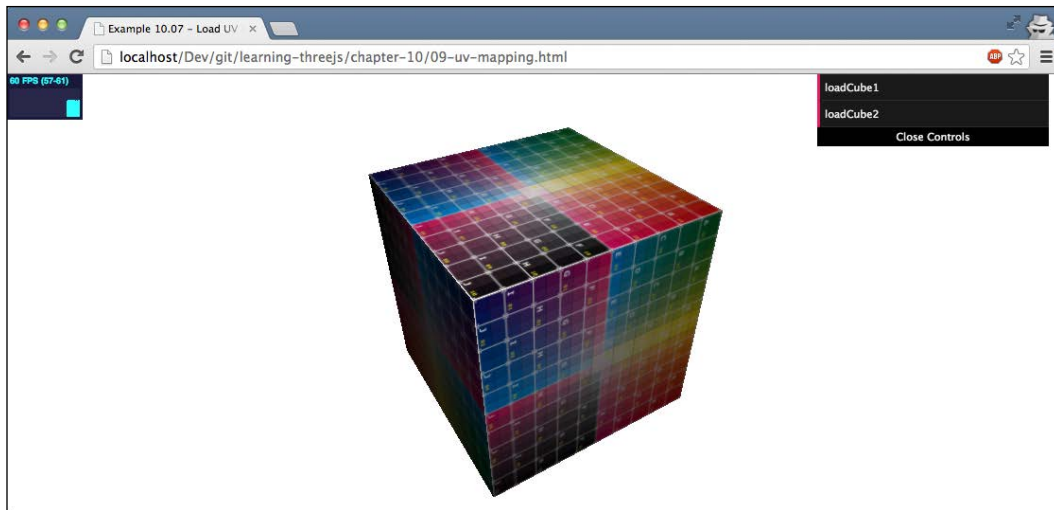 Example 10.07 - Load UV
localhost/Dev/git/learning-threejs/chapter-10/09-uv-mapping.html
ABP
60 FPS (57-61)
loadCube1
loadCube2
Close Controls